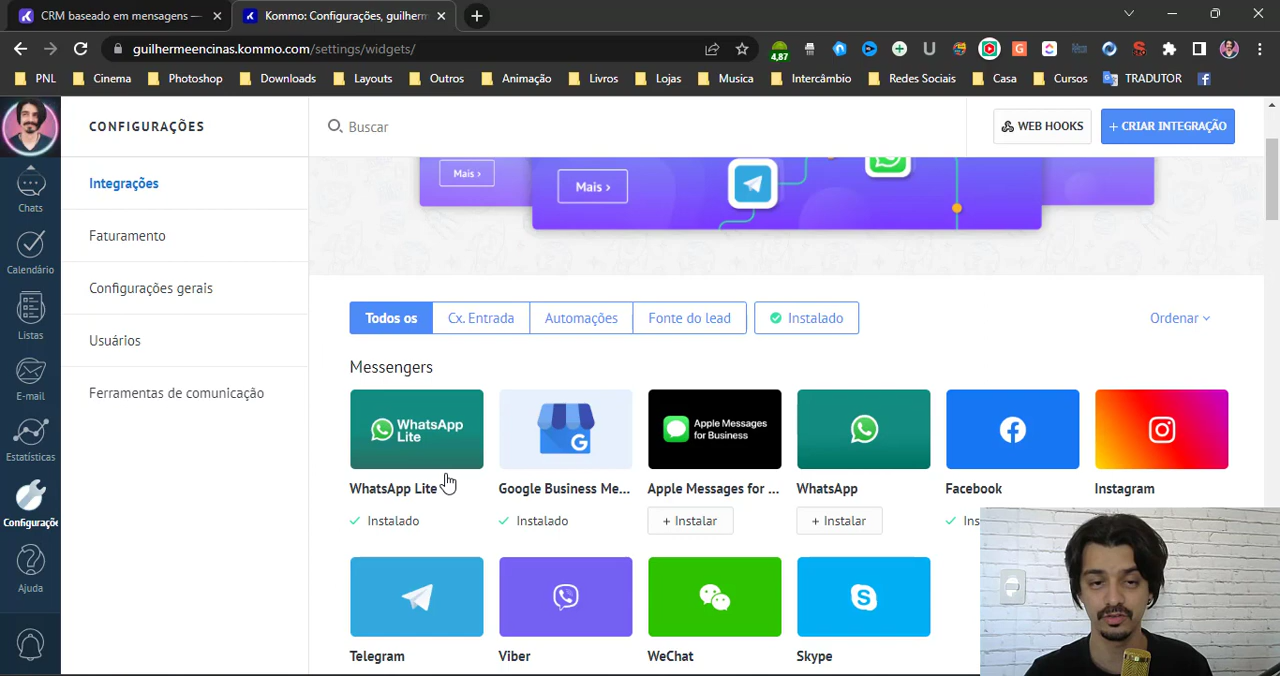 CRM baseado em mensagens —
Kommo: Configurações, guilherm
guilhermeencinas.kommo.com/settings/widgets/
4,87
PNL
Cinema
Photoshop
Downloads
Layouts
Outros
Animação
Livros
Lojas
Musica
Intercâmbio
Redes Sociais
Casa
Cursos
TRADUTOR
CONFIGURAÇÕES
Buscar
WEB HOOKS
+ CRIAR INTEGRAÇÃO
Chats
Calendário
Listas
E-mail
Estatísticas
Configuraçõe
Ajuda
Integrações
Faturamento
Configurações gerais
Usuários
Ferramentas de comunicação
Mais ›
Mais ›
Todos os
Cx. Entrada
Automações
Fonte do lead
Instalado
Ordenar
Messengers
WhatsApp
Lite
Apple Messages
for Business
WhatsApp Lite
Google Business Me...
Apple Messages for ...
WhatsApp
Facebook
Instagram
Instalado
Instalado
+ Instalar
+ Instalar
Ins
Telegram
Viber
WeChat
Skype